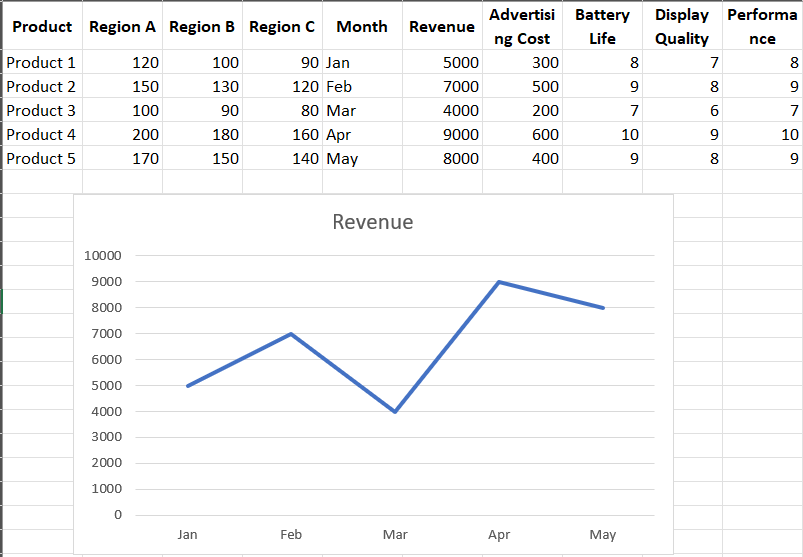 Product Region A Region B Region C Month Revenue Advertisi ng Cost Battery Life Display Quality Performa nce
Product 1 120 100 90 Jan 5000 300 8 7 8
Product 2 150 130 120 Feb 7000 500 9 8 9
Product 3 100 90 80 Mar 4000 200 7 6 7
Product 4 200 180 160 Apr 9000 600 10 9 10
Product 5 170 150 140 May 8000 400 9 8 9
Revenue
10000
9000
8000
7000
6000
5000
4000
3000
2000
1000
0
Jan Feb Mar Apr May